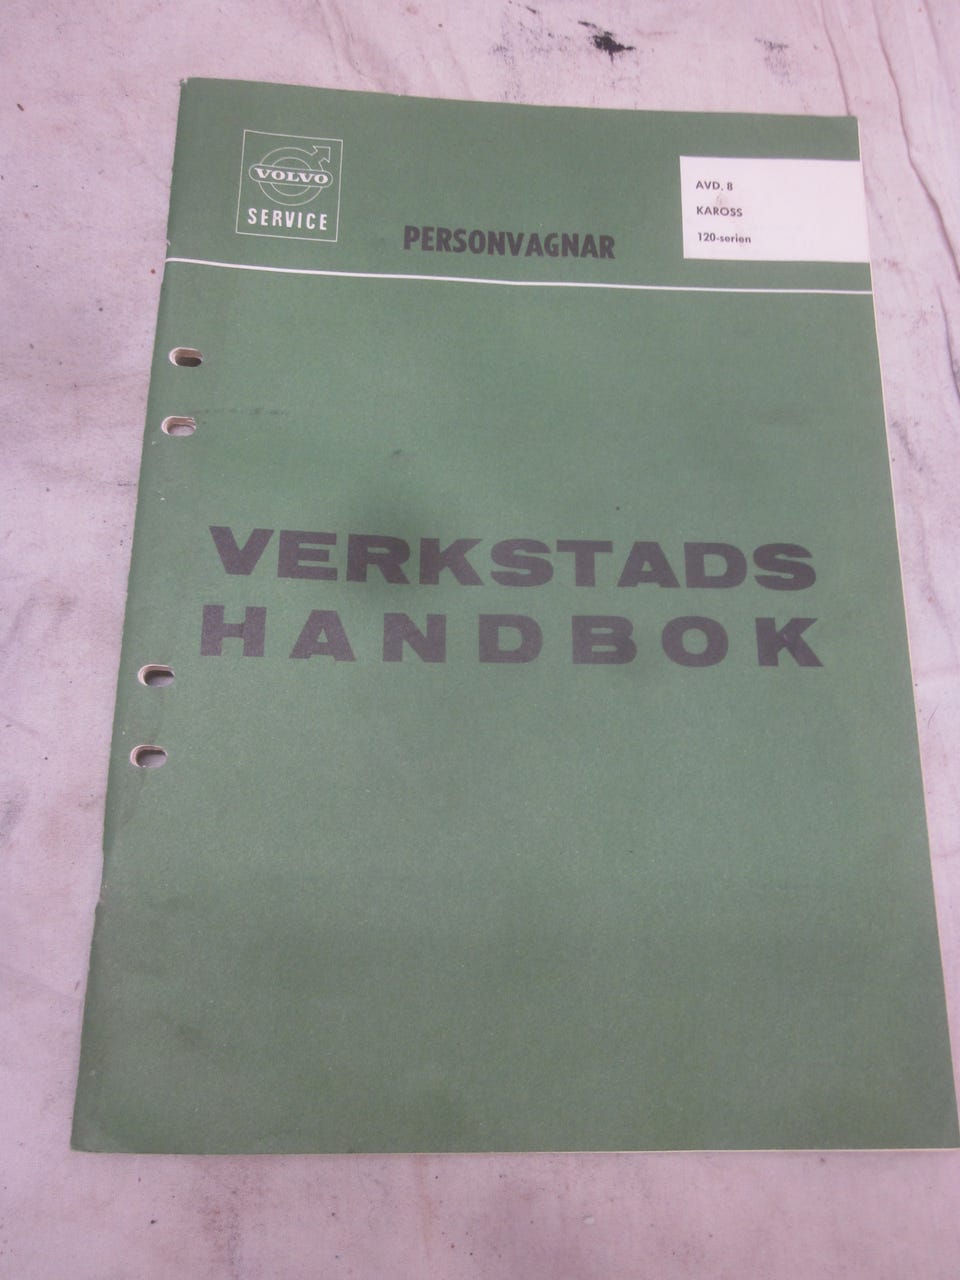 VOLVO
SERVICE
PERSONVAGNAR
AVD. 8
KAROSS
120-serien
VERKSTADS
HANDBOK